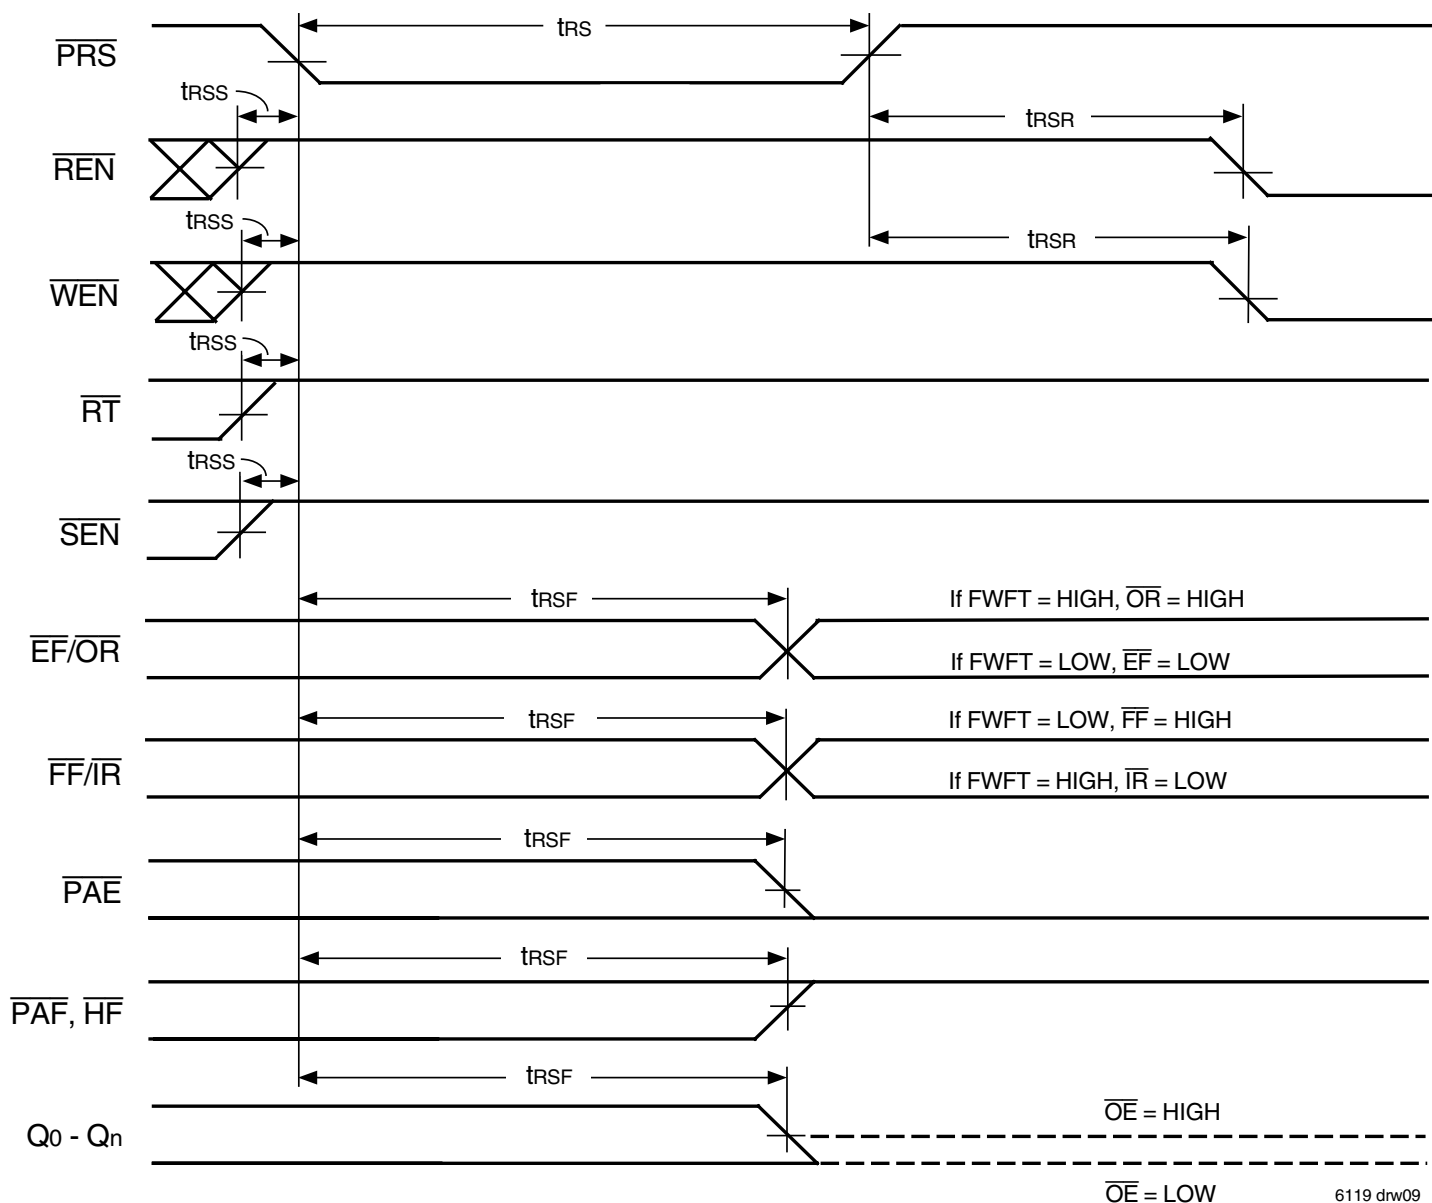 tRS
PRS
tRSS
tRSR
REN
tRSS
tRSR
WEN
tRSS
RT
tRSS
SEN
tRSF
If FWFT = HIGH, OR = HIGH
EF/OR
If FWFT = LOW, EF = LOW
tRSF
If FWFT = LOW, FF = HIGH
FF/IR
If FWFT = HIGH, IR = LOW
tRSF
PAE
tRSF
PAF, HF
tRSF
OE = HIGH
Q0 - Qn
OE = LOW
6119 drw09